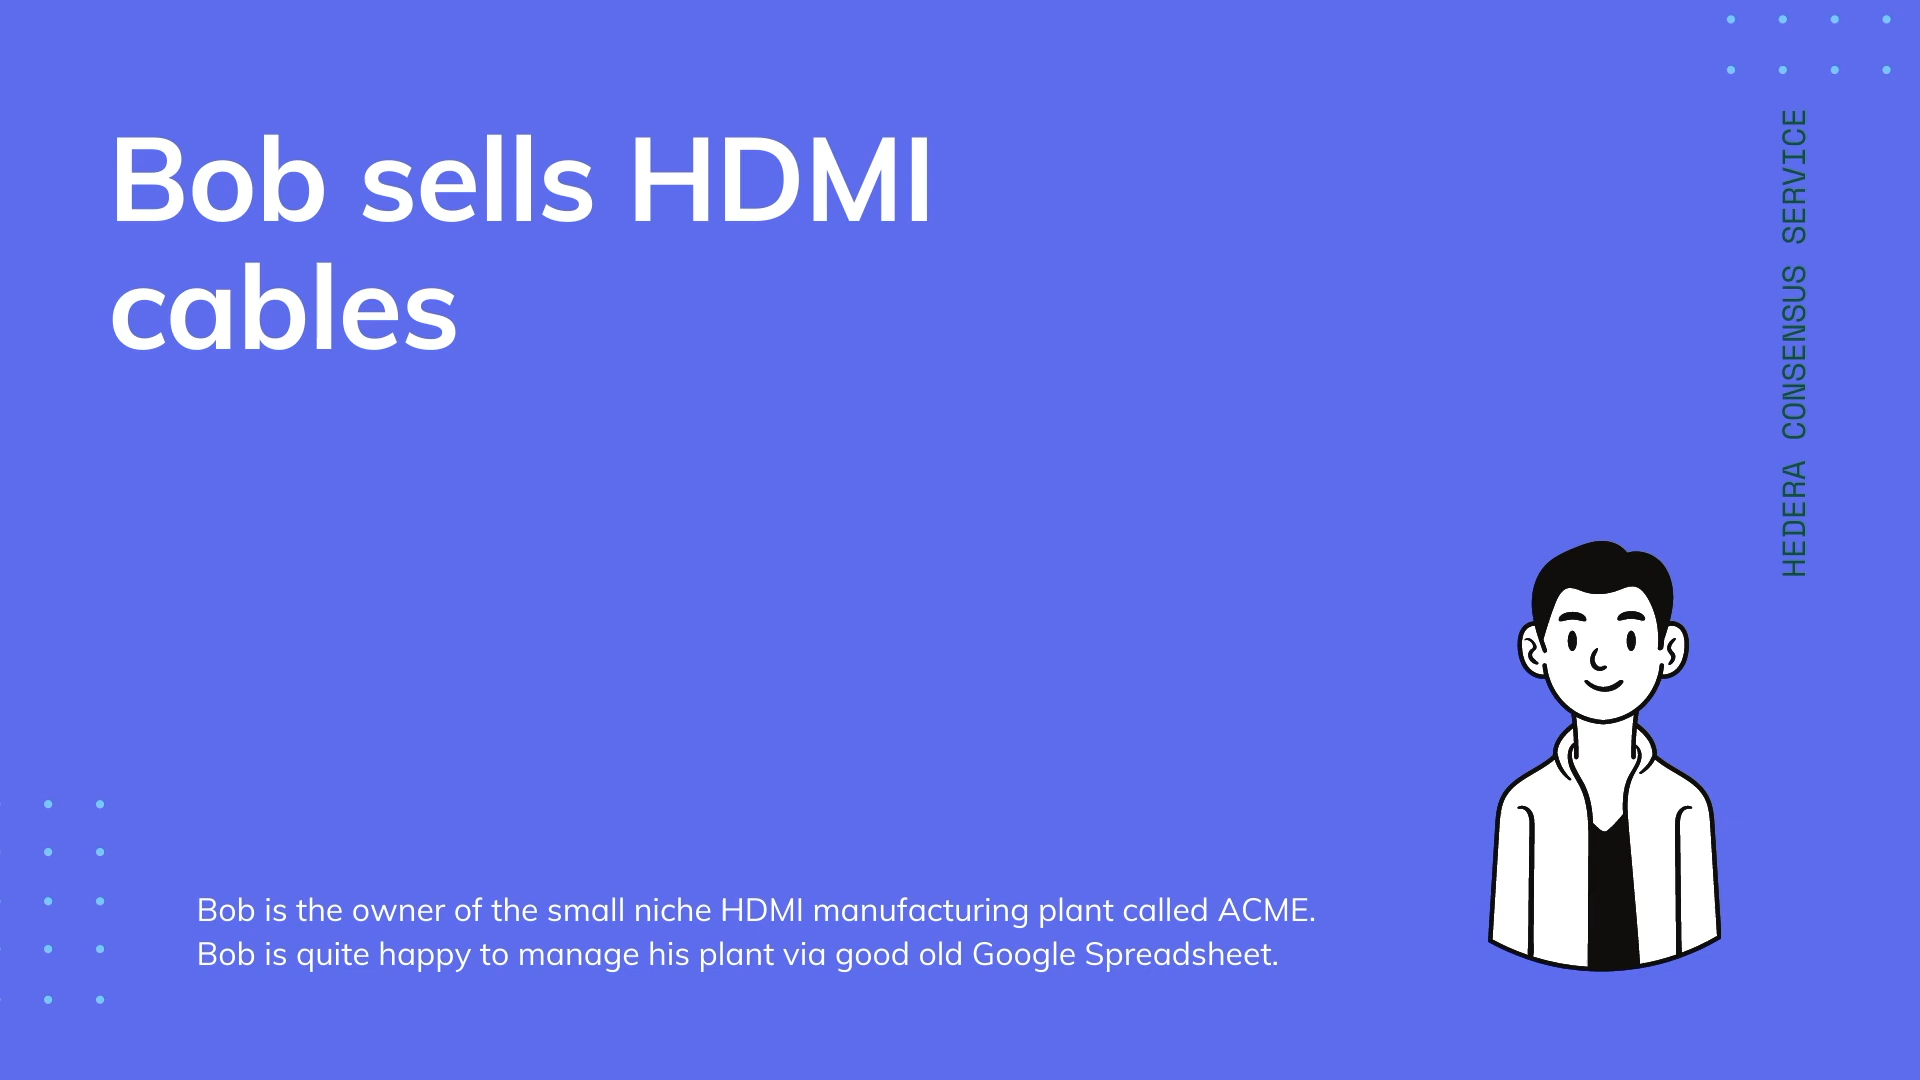 Bob sells HDMI
cables
HEDERA CONSENSUS SERVICE
Bob is the owner of the small niche HDMI manufacturing plant called ACME.
Bob is quite happy to manage his plant via good old Google Spreadsheet.